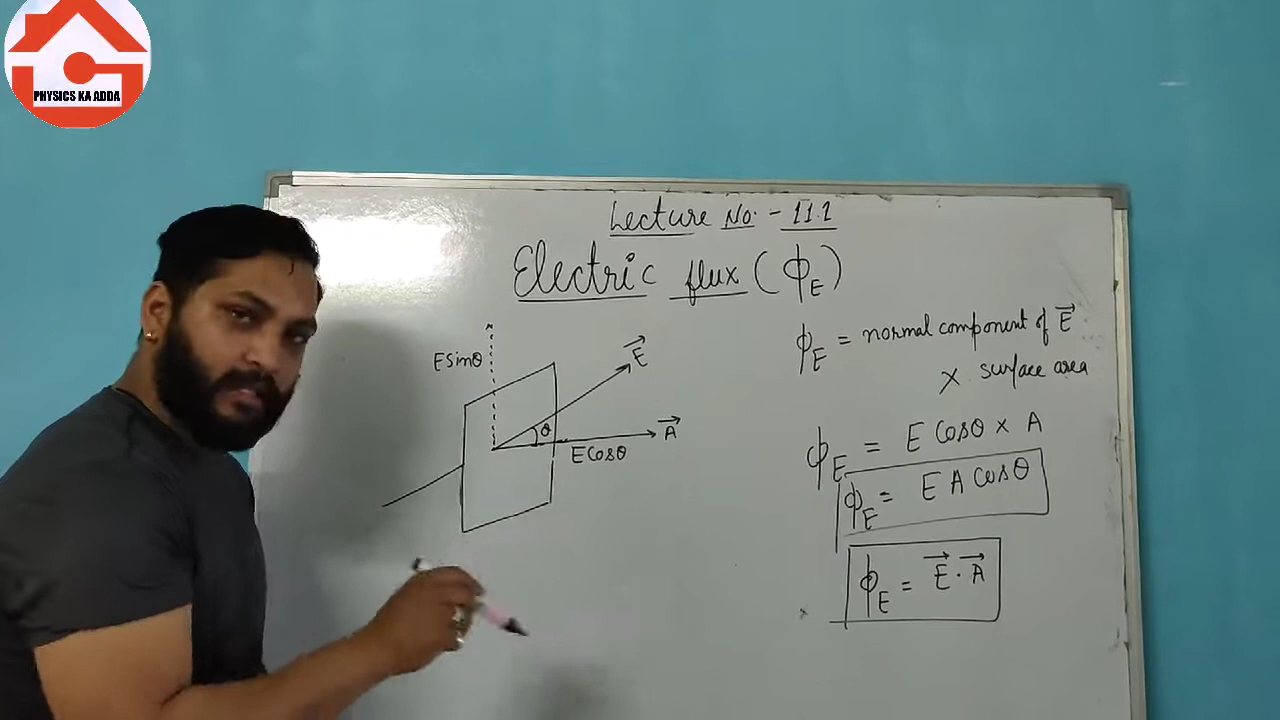 PHYSICS KA ADDA
Lecture No. - 11.1
Electric flux (ϕ_E)
E sinθ
E⃗
θ
A⃗
E cosθ
ϕ_E = normal component of E⃗
× surface area
ϕ_E = E cosθ × A
ϕ_E = E A cosθ
ϕ_E = E⃗ . A⃗